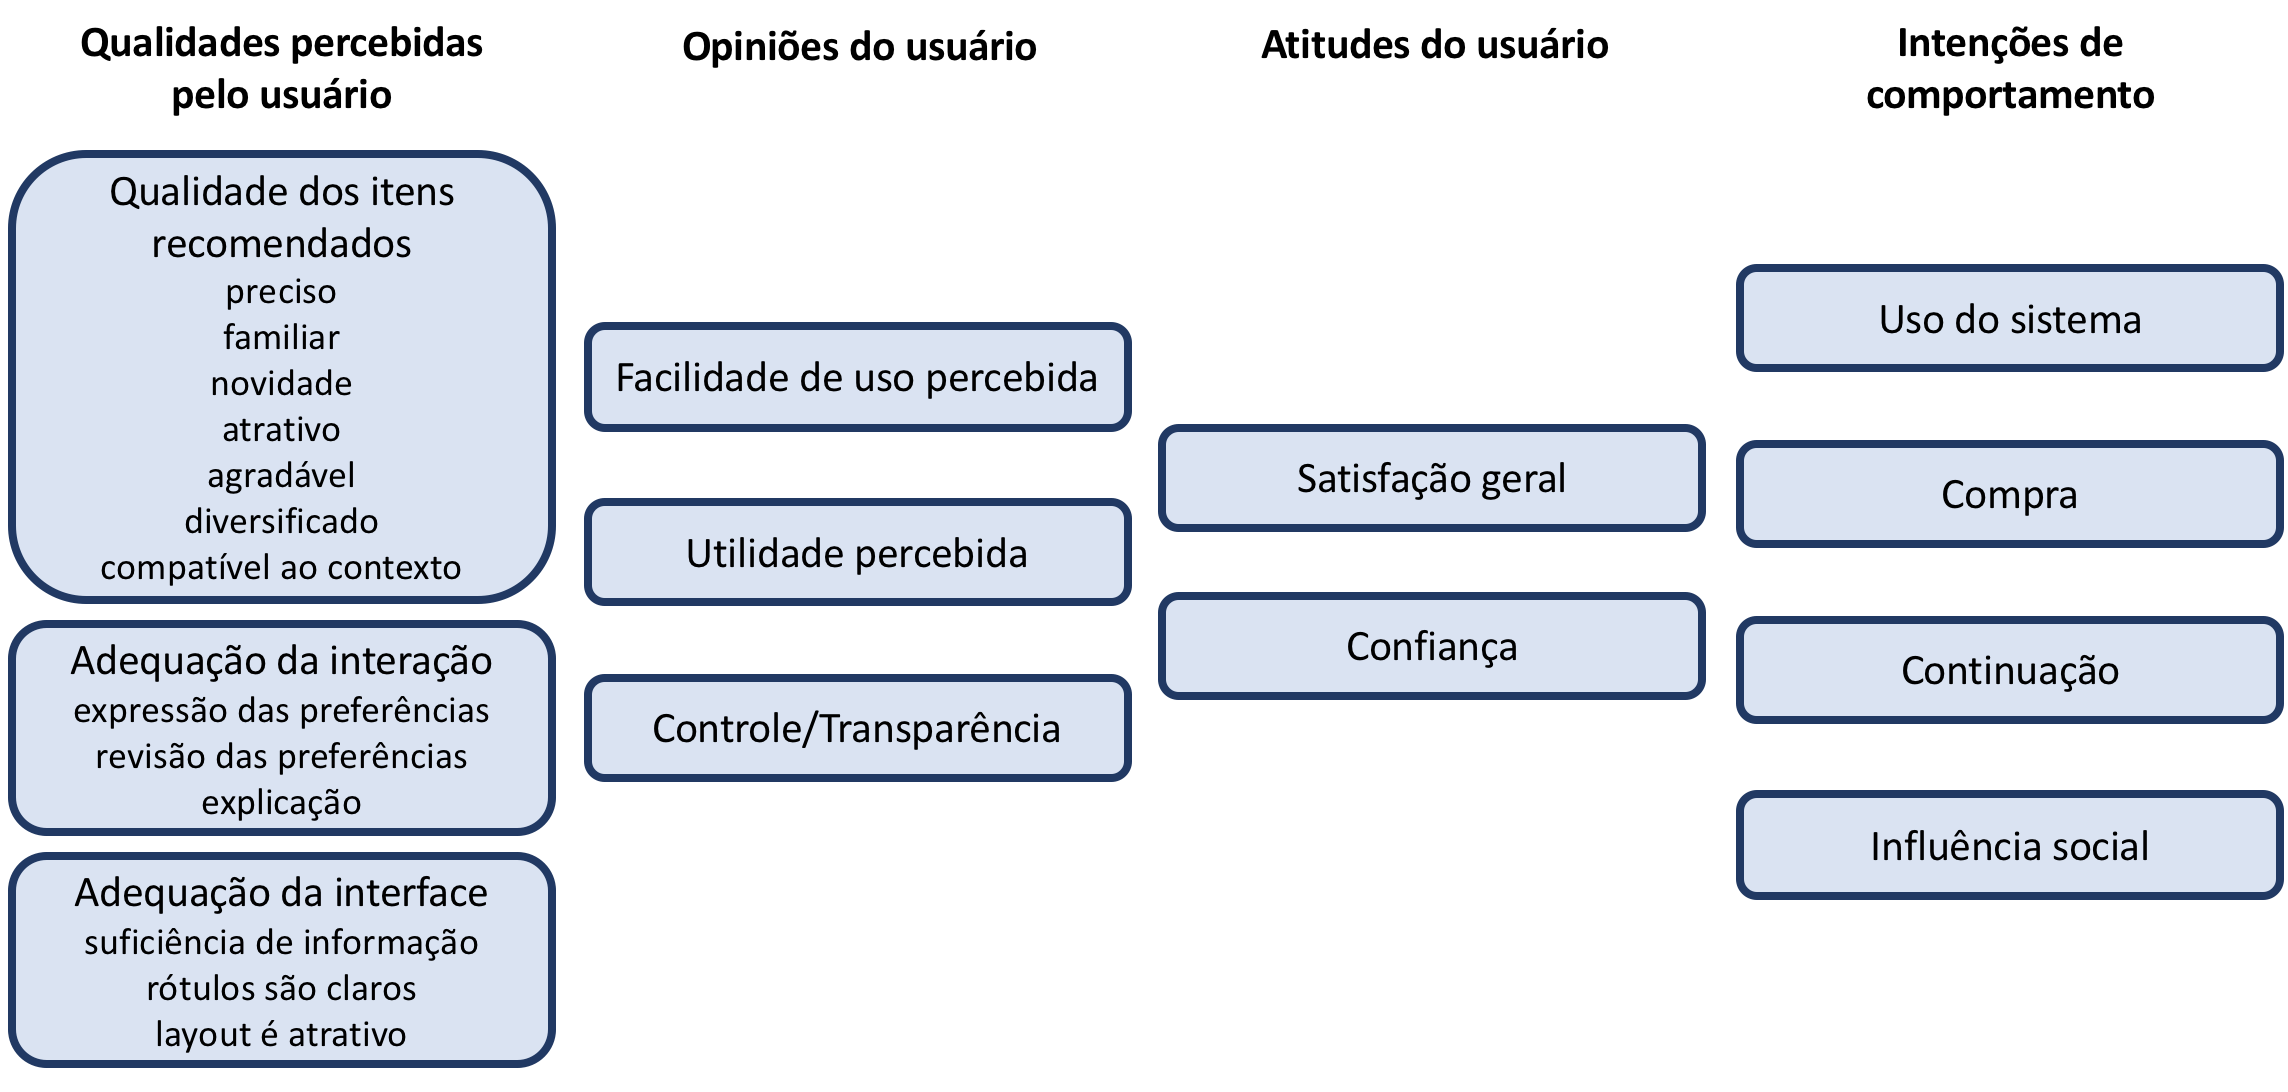 Qualidades percebidas
pelo usuário
Qualidade dos itens
recomendados
preciso
familiar
novidade
atrativo
agradável
diversificado
compatível ao contexto
Adequação da interação
expressão das preferências
revisão das preferências
explicação
Adequação da interface
suficiência de informação
rótulos são claros
layout é atrativo
Opiniões do usuário
Facilidade de uso percebida
Utilidade percebida
Controle/Transparência
Atitudes do usuário
Satisfação geral
Confiança
Intenções de
comportamento
Uso do sistema
Compra
Continuação
Influência social